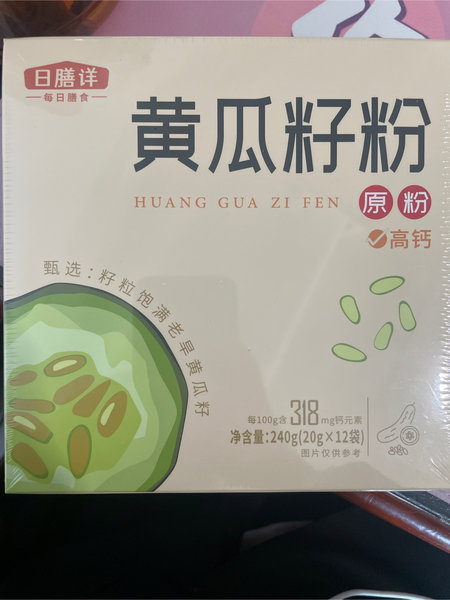 日膳详
每日膳食
黄瓜籽粉
HUANG GUA ZI FEN
原粉
高钙
甄选：籽粒饱满老旱黄瓜籽
每100g含318mg钙元素
净含量:240g(20g×12袋)
图片仅供参考